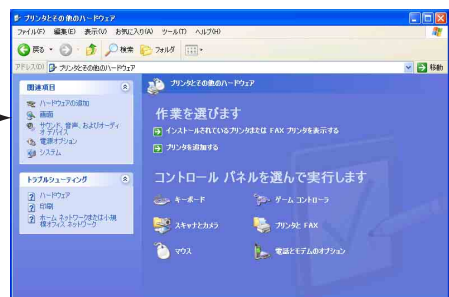 プリンタとその他のハードウェア
ファイル(F) 編集(E) 表示(V) お気に入り(A) ツール(T) ヘルプ(H)
戻る 検索 フォルダ
アドレス(D) プリンタとその他のハードウェア 移動
関連項目
ハードウェアの追加
画面
サウンド、音声、およびオーディ
オ デバイス
電源オプション
システム
トラブルシューティング
ハードウェア
印刷
ホーム ネットワークまたは小規
模オフィス ネットワーク
プリンタとその他のハードウェア
作業を選びます
インストールされているプリンタまたは FAX プリンタを表示する
プリンタを追加する
コントロール パネルを選んで実行します
キーボード
ゲーム コントローラ
スキャナとカメラ
プリンタと FAX
マウス
電話とモデムのオプション